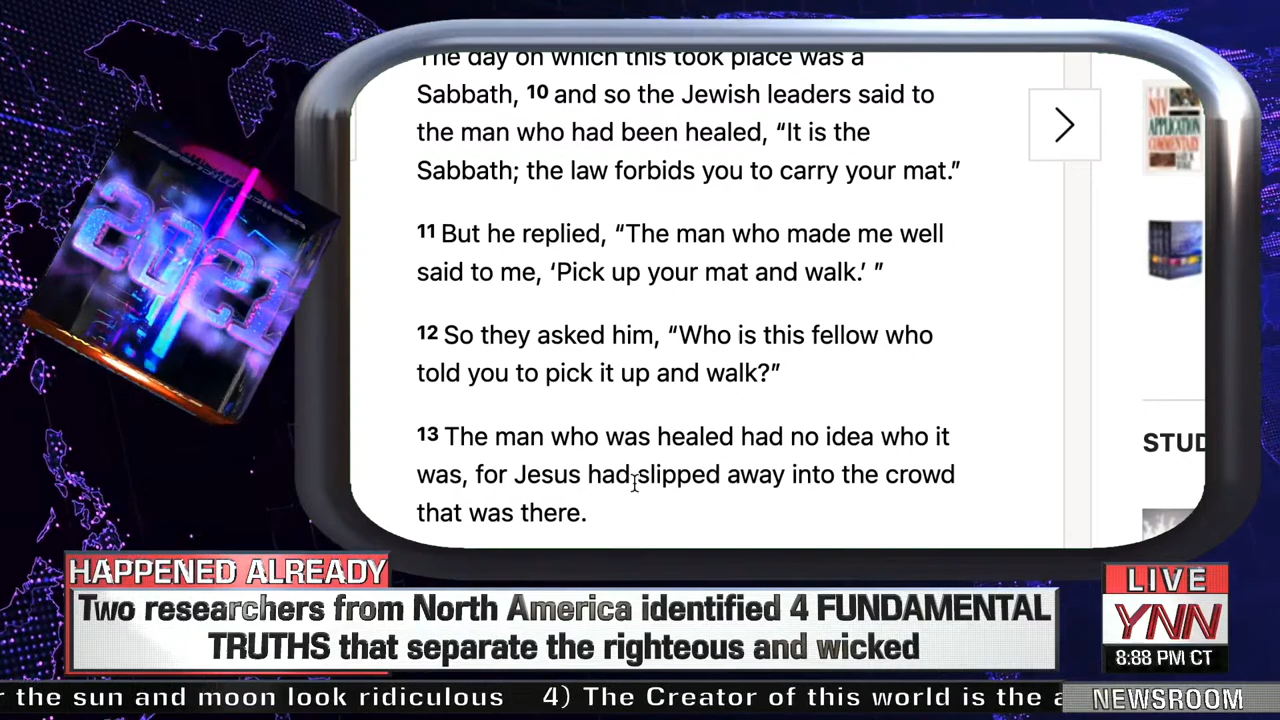 The day on which this took place was a
Sabbath, 10 and so the Jewish leaders said to
the man who had been healed, “It is the
Sabbath; the law forbids you to carry your mat.”
11 But he replied, “The man who made me well
said to me, ‘Pick up your mat and walk.’ ”
12 So they asked him, “Who is this fellow who
told you to pick it up and walk?”
13 The man who was healed had no idea who it
was, for Jesus had slipped away into the crowd
that was there.
NIV
APPLICATION
COMMENTARY
STUD
2021
HAPPENED ALREADY
Two researchers from North America identified 4 FUNDAMENTAL
TRUTHS that separate the righteous and wicked
LIVE
YNN
8:88 PM CT
r the sun and moon look ridiculous 4) The Creator of this world is the a
NEWSROOM